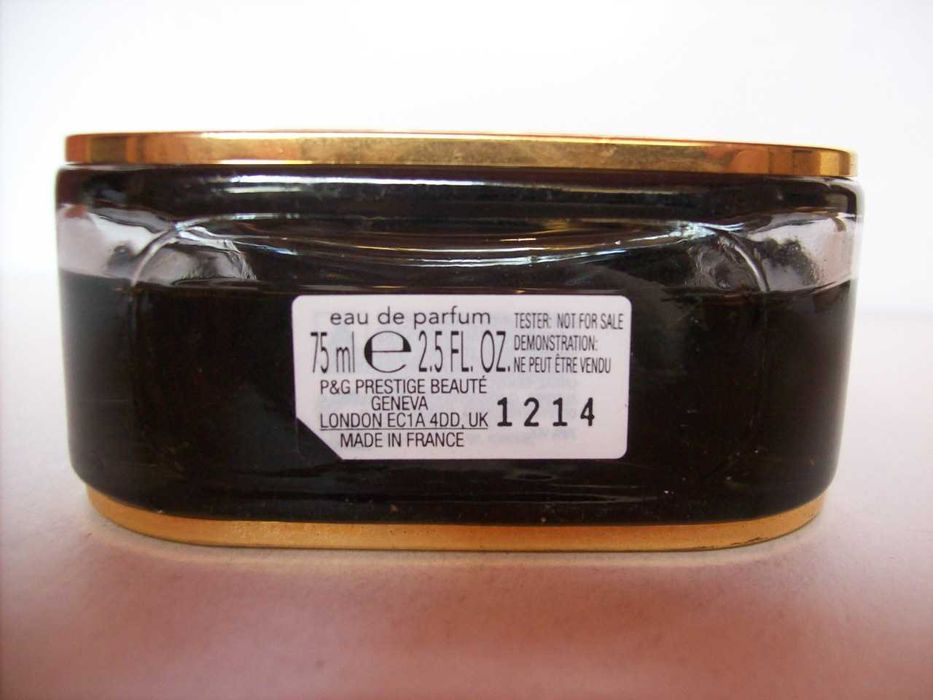 eau de parfum
75 ml e 2.5 FL. OZ.
TESTER: NOT FOR SALE
DEMONSTRATION:
NE PEUT ÊTRE VENDU
P&G PRESTIGE BEAUTÉ
GENEVA
LONDON EC1A 4DD, UK
MADE IN FRANCE
1214